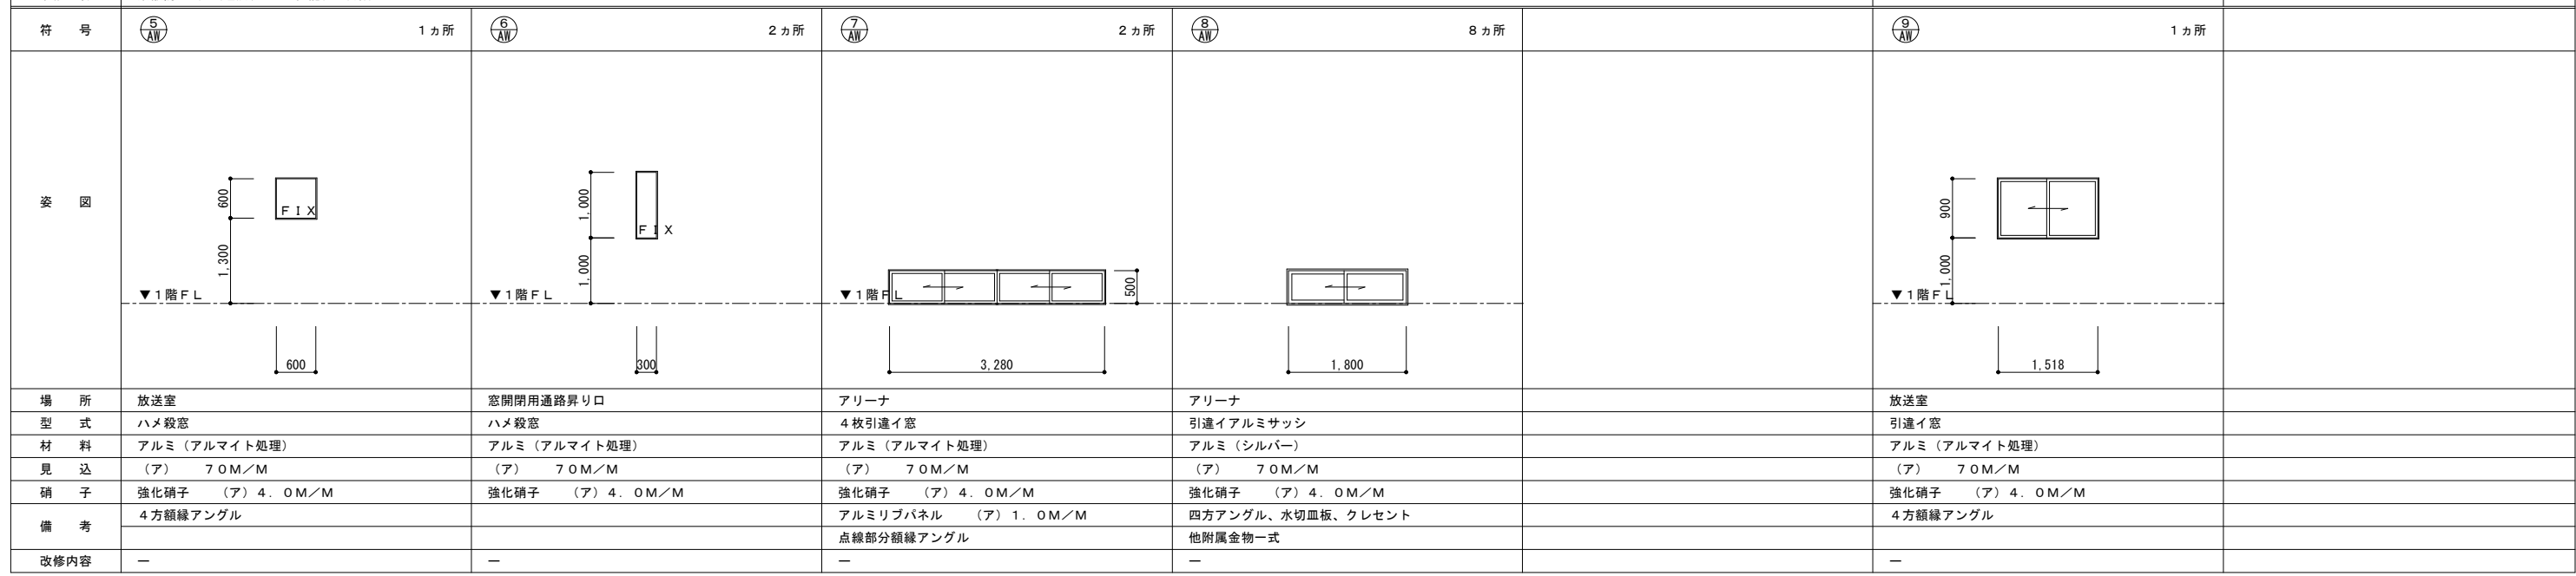 符　号
5 AW　1ヵ所
6 AW　2ヵ所
7 AW　2ヵ所
8 AW　8ヵ所
9 AW　1ヵ所
姿　図
600
1,300
FIX
▼1階FL
600
1,000
1,000
FIX
▼1階FL
300
▼1階FL
500
3,280
1,800
900
1,000
▼1階FL
1,518
場　所　放送室　窓開閉用通路昇り口　アリーナ　アリーナ　放送室
型　式　ハメ殺窓　ハメ殺窓　4枚引違イ窓　引違イアルミサッシ　引違イ窓
材　料　アルミ（アルマイト処理）　アルミ（アルマイト処理）　アルミ（アルマイト処理）　アルミ（シルバー）　アルミ（アルマイト処理）
見　込　（ア）　70M／M　（ア）　70M／M　（ア）　70M／M　（ア）　70M／M　（ア）　70M／M
硝　子　強化硝子　（ア）4．0M／M　強化硝子　（ア）4．0M／M　強化硝子　（ア）4．0M／M　強化硝子　（ア）4．0M／M　強化硝子　（ア）4．0M／M
備　考　4方額縁アングル　アルミリブパネル　（ア）1．0M／M　四方アングル、水切皿板、クレセント　4方額縁アングル
点線部分額縁アングル　他附属金物一式
改修内容　―　―　―　―　―